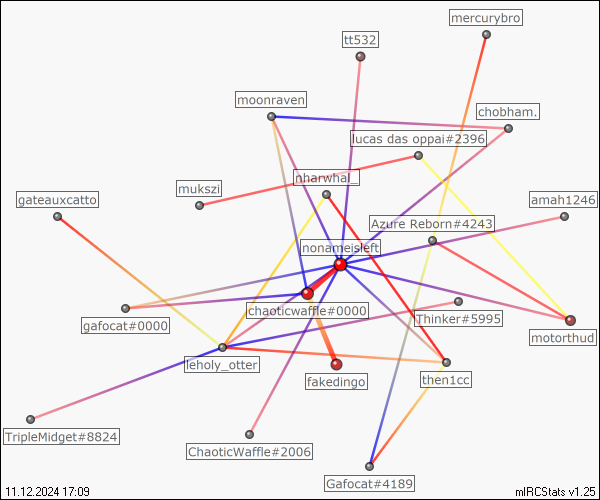 mercurybro
tt532
moonraven
chobham.
lucas das oppai#2396
nharwhal_
mukszi
gateauxcatto
amah1246
Azure Reborn#4243
nonameisleft
chaoticwaffle#0000
gafocat#0000
Thinker#5995
motorthud
leholy_otter
fakedingo
then1cc
TripleMidget#8824
ChaoticWaffle#2006
Gafocat#4189
11.12.2024 17:09
mIRCStats v1.25